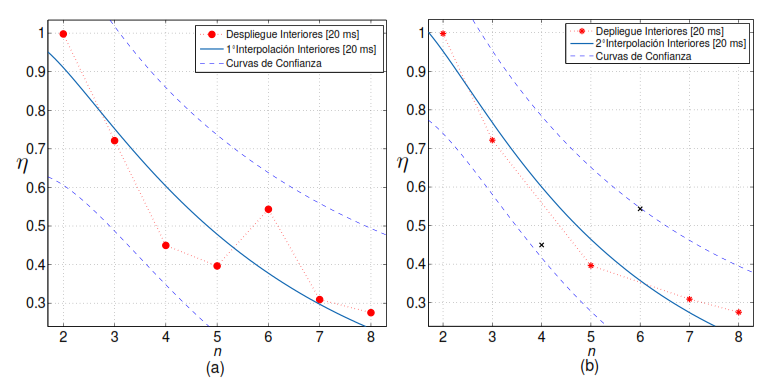 Despliegue Interiores [20 ms]
1°Interpolación Interiores [20 ms]
Curvas de Confianza
1
0.9
0.8
0.7
0.6
0.5
0.4
0.3
η
2 3 4 5 6 7 8
n
(a)
Depliegue Interiores [20 ms]
2°Interpolación Interiores [20 ms]
Curvas de Confianza
1
0.9
0.8
0.7
0.6
0.5
0.4
0.3
η
2 3 4 5 6 7 8
n
(b)